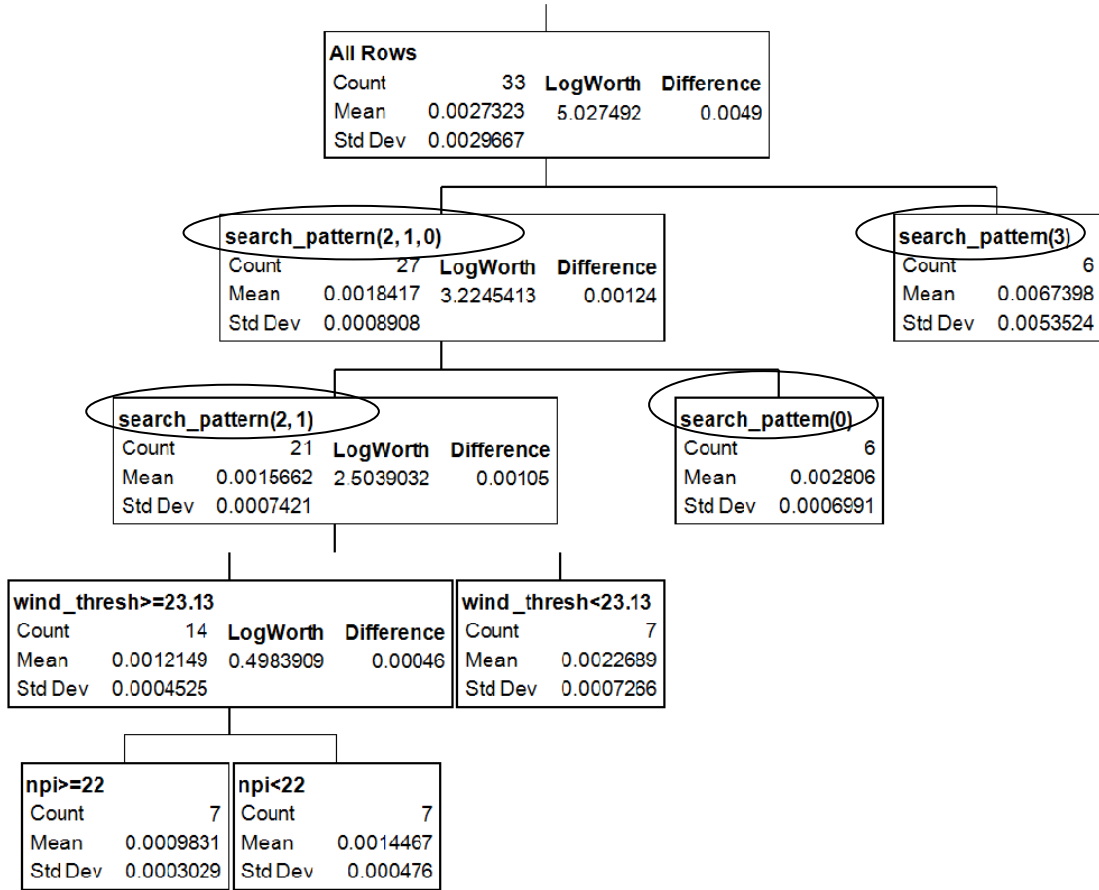 All Rows
Count 33 LogWorth Difference
Mean 0.0027323 5.027492 0.0049
Std Dev 0.0029667
search_pattern(2,1,0)
Count 27 LogWorth Difference
Mean 0.0018417 3.2245413 0.00124
Std Dev 0.0008908
search_pattern(3)
Count 6
Mean 0.0067398
Std Dev 0.0053524
search_pattern(2,1)
Count 21 LogWorth Difference
Mean 0.0015662 2.5039032 0.00105
Std Dev 0.0007421
search_pattern(0)
Count 6
Mean 0.002806
Std Dev 0.0006991
wind_thresh>=23.13
Count 14 LogWorth Difference
Mean 0.0012149 0.4983909 0.00046
Std Dev 0.0004525
wind_thresh<23.13
Count 7
Mean 0.0022689
Std Dev 0.0007266
npi>=22
Count 7
Mean 0.0009831
Std Dev 0.0003029
npi<22
Count 7
Mean 0.0014467
Std Dev 0.000476